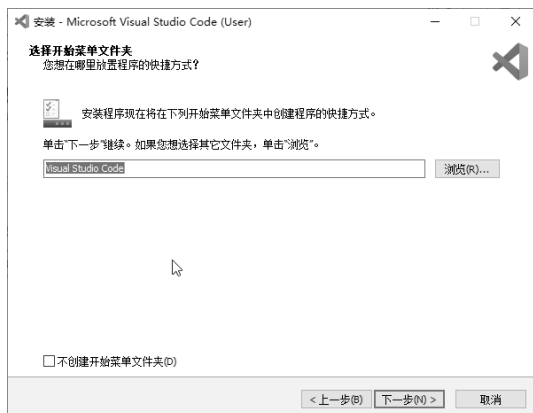 安装 - Microsoft Visual Studio Code (User)
选择开始菜单文件夹
您想在哪里放置程序的快捷方式?
安装程序现在将在下列开始菜单文件夹中创建程序的快捷方式。
单击"下一步"继续。如果您想选择其它文件夹，单击"浏览"。
Visual Studio Code 浏览(R)...
不创建开始菜单文件夹(D)
<上一步(B) 下一步(N) > 取消